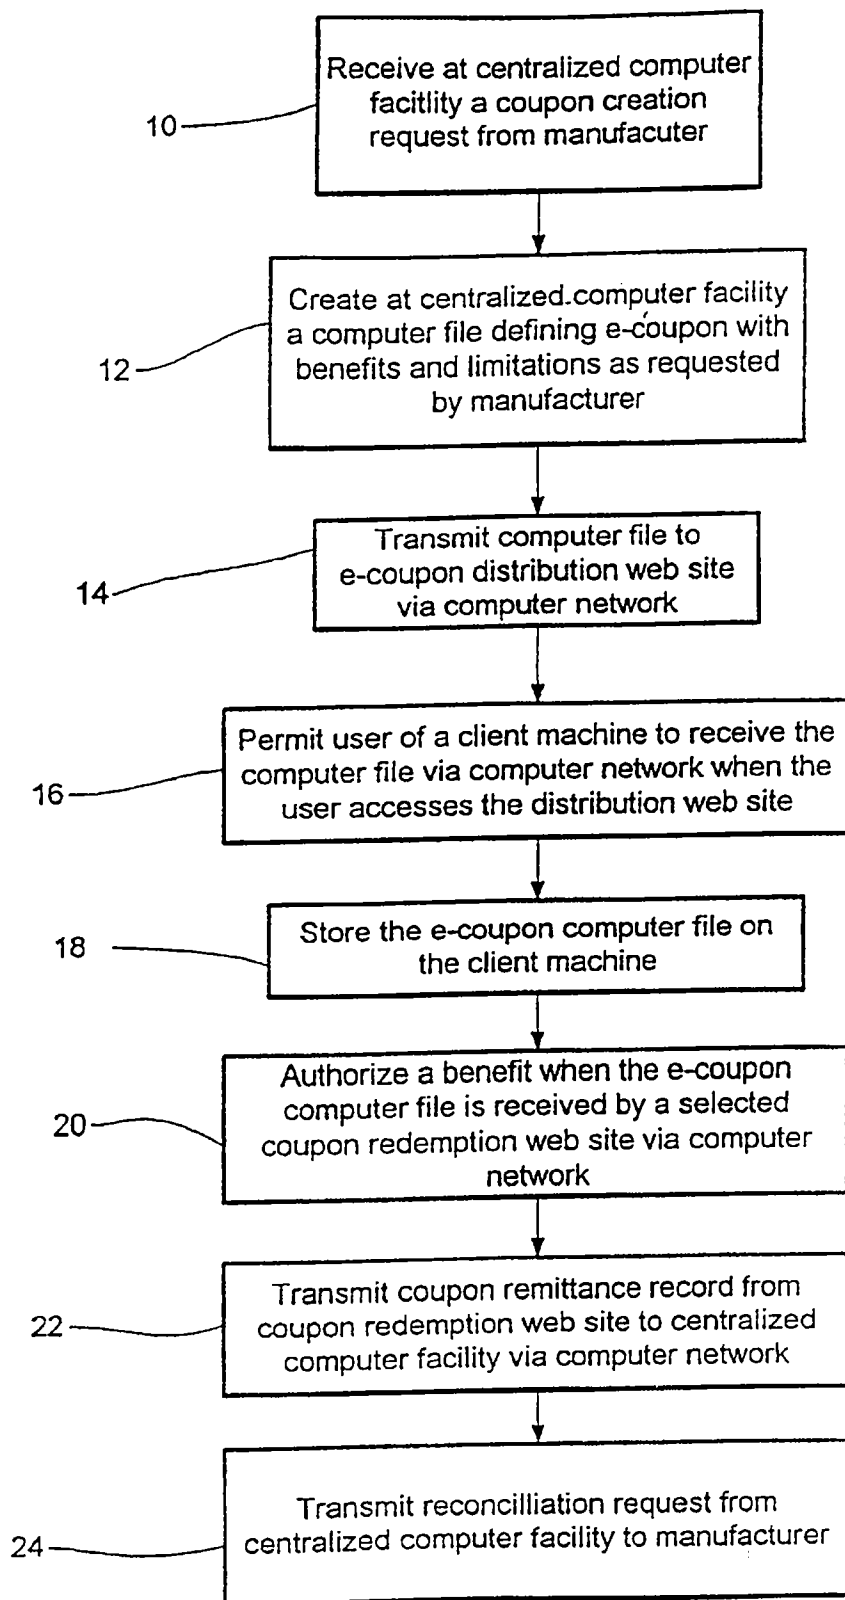 Receive at centralized computer
facitlity a coupon creation
request from manufacuter
10
Create at centralized computer facility
a computer file defining e-coupon with
benefits and limitations as requested
by manufacturer
12
Transmit computer file to
e-coupon distribution web site
via computer network
14
Permit user of a client machine to receive the
computer file via computer network when the
user accesses the distribution web site
16
Store the e-coupon computer file on
the client machine
18
Authorize a benefit when the e-coupon
computer file is received by a selected
coupon redemption web site via computer
network
20
Transmit coupon remittance record from
coupon redemption web site to centralized
computer facility via computer network
22
Transmit reconcilliation request from
centralized computer facility to manufacturer
24